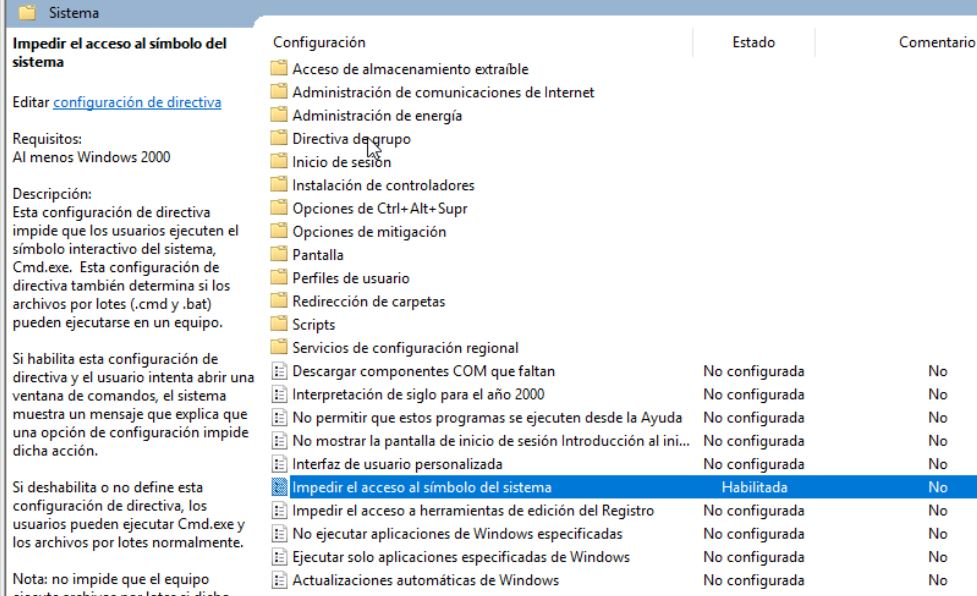 Sistema
Impedir el acceso al símbolo del
sistema
Editar configuración de directiva
Requisitos:
Al menos Windows 2000
Descripción:
Esta configuración de directiva
impide que los usuarios ejecuten el
símbolo interactivo del sistema,
Cmd.exe. Esta configuración de
directiva también determina si los
archivos por lotes (.cmd y .bat)
pueden ejecutarse en un equipo.
Si habilita esta configuración de
directiva y el usuario intenta abrir una
ventana de comandos, el sistema
muestra un mensaje que explica que
una opción de configuración impide
dicha acción.
Si deshabilita o no define esta
configuración de directiva, los
usuarios pueden ejecutar Cmd.exe y
los archivos por lotes normalmente.
Nota: no impide que el equipo
ejecute archivos por lotes si dicho
Configuración Estado Comentario
Acceso de almacenamiento extraíble
Administración de comunicaciones de Internet
Administración de energía
Directiva de grupo
Inicio de sesión
Instalación de controladores
Opciones de Ctrl+Alt+Supr
Opciones de mitigación
Pantalla
Perfiles de usuario
Redirección de carpetas
Scripts
Servicios de configuración regional
Descargar componentes COM que faltan No configurada No
Interpretación de siglo para el año 2000 No configurada No
No permitir que estos programas se ejecuten desde la Ayuda No configurada No
No mostrar la pantalla de inicio de sesión Introducción al ini... No configurada No
Interfaz de usuario personalizada No configurada No
Impedir el acceso al símbolo del sistema Habilitada No
Impedir el acceso a herramientas de edición del Registro No configurada No
No ejecutar aplicaciones de Windows especificadas No configurada No
Ejecutar solo aplicaciones especificadas de Windows No configurada No
Actualizaciones automáticas de Windows No configurada No